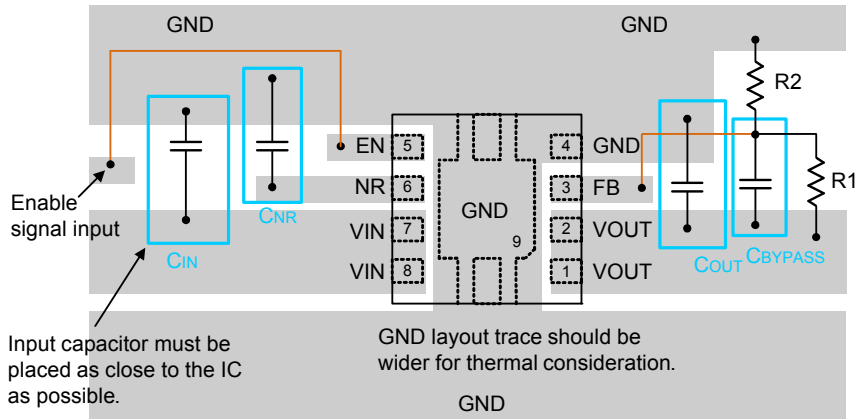 GND
GND
R2
EN
5
4
GND
NR
6
3
FB
R1
Enable
signal input
CNR
GND
VIN
7
2
VOUT
CIN
9
COUT
CBYPASS
VIN
8
1
VOUT
Input capacitor must be
placed as close to the IC
as possible.
GND layout trace should be
wider for thermal consideration.
GND